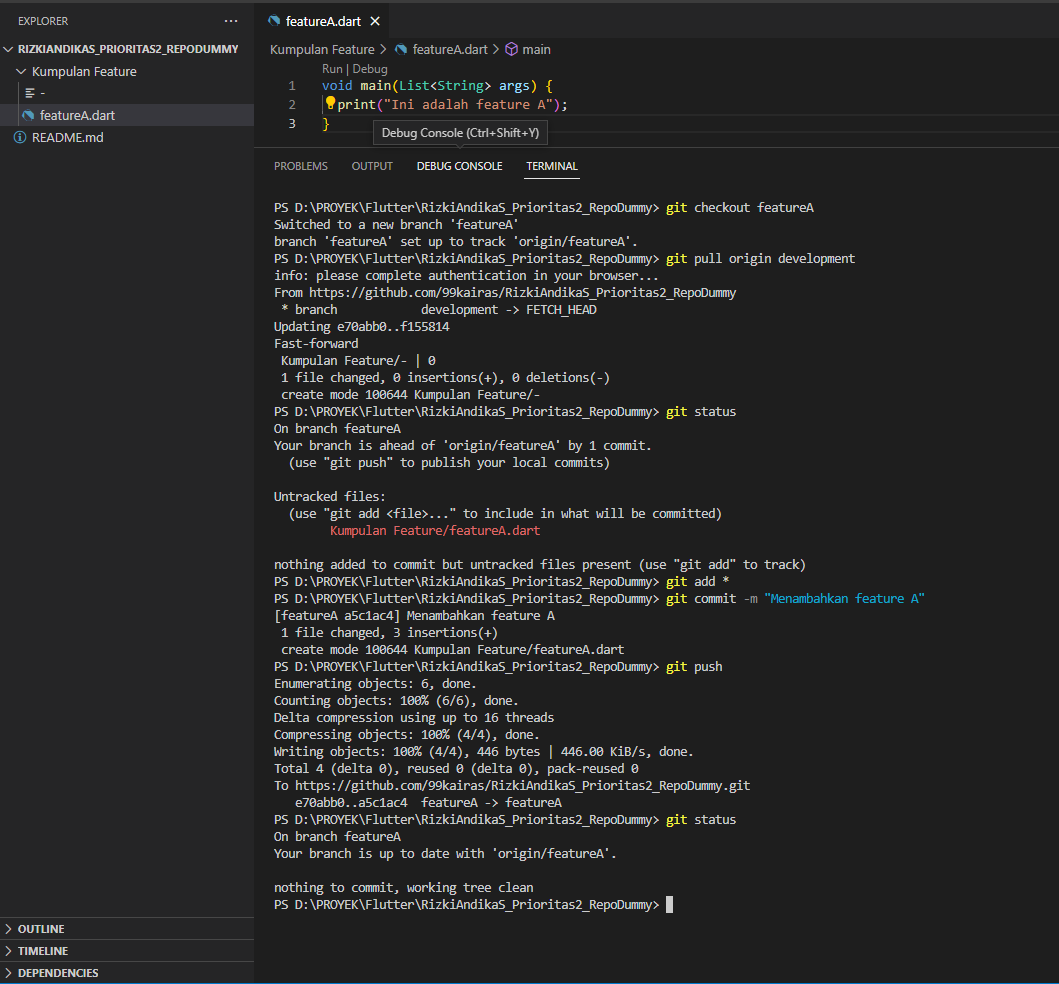 EXPLORER ...
RIZKIANDIKAS_PRIORITAS2_REPODUMMY
Kumpulan Feature
-
featureA.dart
README.md
OUTLINE
TIMELINE
DEPENDENCIES
featureA.dart
Kumpulan Feature > featureA.dart > main
Run | Debug
1 void main(List<String> args) {
2 print("Ini adalah feature A");
3 }
Debug Console (Ctrl+Shift+Y)
PROBLEMS OUTPUT DEBUG CONSOLE TERMINAL
PS D:\PROYEK\Flutter\RizkiAndikaS_Prioritas2_RepoDummy> git checkout featureA
Switched to a new branch 'featureA'
branch 'featureA' set up to track 'origin/featureA'.
PS D:\PROYEK\Flutter\RizkiAndikaS_Prioritas2_RepoDummy> git pull origin development
info: please complete authentication in your browser...
From https://github.com/99kairas/RizkiAndikaS_Prioritas2_RepoDummy
* branch development -> FETCH_HEAD
Updating e70abb0..f155814
Fast-forward
Kumpulan Feature/- | 0
1 file changed, 0 insertions(+), 0 deletions(-)
create mode 100644 Kumpulan Feature/-
PS D:\PROYEK\Flutter\RizkiAndikaS_Prioritas2_RepoDummy> git status
On branch featureA
Your branch is ahead of 'origin/featureA' by 1 commit.
(use "git push" to publish your local commits)
Untracked files:
(use "git add <file>..." to include in what will be committed)
Kumpulan Feature/featureA.dart
nothing added to commit but untracked files present (use "git add" to track)
PS D:\PROYEK\Flutter\RizkiAndikaS_Prioritas2_RepoDummy> git add *
PS D:\PROYEK\Flutter\RizkiAndikaS_Prioritas2_RepoDummy> git commit -m "Menambahkan feature A"
[featureA a5c1ac4] Menambahkan feature A
1 file changed, 3 insertions(+)
create mode 100644 Kumpulan Feature/featureA.dart
PS D:\PROYEK\Flutter\RizkiAndikaS_Prioritas2_RepoDummy> git push
Enumerating objects: 6, done.
Counting objects: 100% (6/6), done.
Delta compression using up to 16 threads
Compressing objects: 100% (4/4), done.
Writing objects: 100% (4/4), 446 bytes | 446.00 KiB/s, done.
Total 4 (delta 0), reused 0 (delta 0), pack-reused 0
To https://github.com/99kairas/RizkiAndikaS_Prioritas2_RepoDummy.git
e70abb0..a5c1ac4 featureA -> featureA
PS D:\PROYEK\Flutter\RizkiAndikaS_Prioritas2_RepoDummy> git status
On branch featureA
Your branch is up to date with 'origin/featureA'.
nothing to commit, working tree clean
PS D:\PROYEK\Flutter\RizkiAndikaS_Prioritas2_RepoDummy>